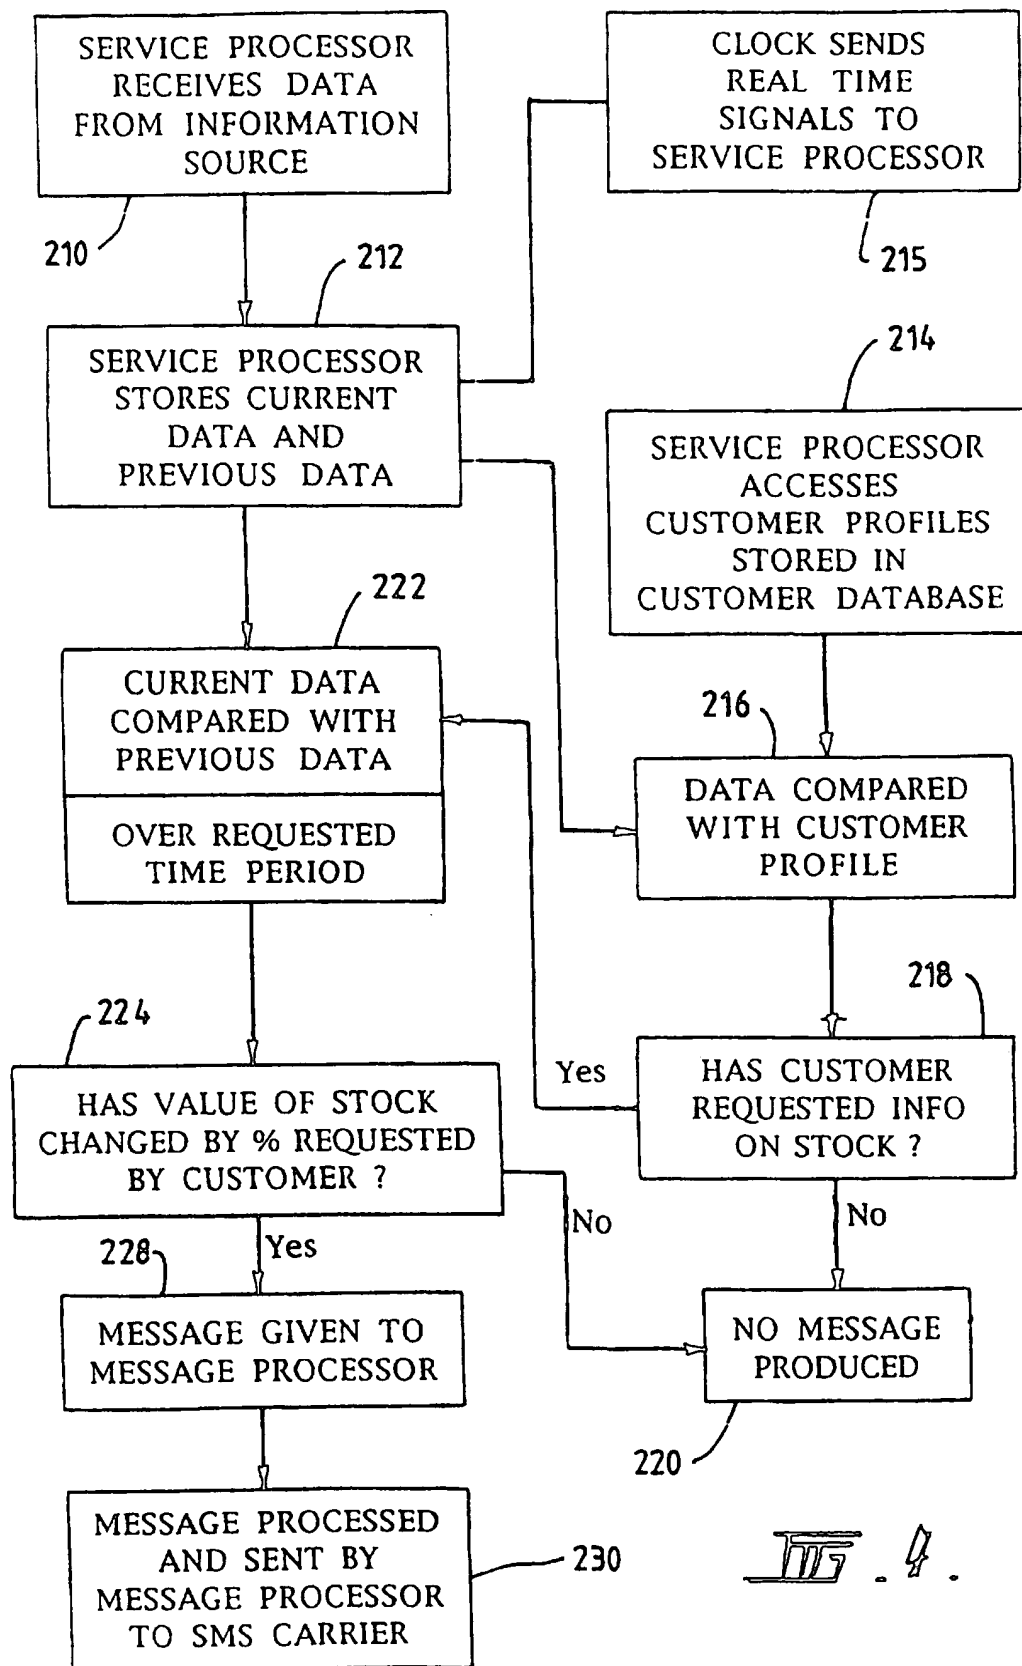 SERVICE PROCESSOR
RECEIVES DATA
FROM INFORMATION
SOURCE
210
CLOCK SENDS
REAL TIME
SIGNALS TO
SERVICE PROCESSOR
215
212
SERVICE PROCESSOR
STORES CURRENT
DATA AND
PREVIOUS DATA
214
SERVICE PROCESSOR
ACCESSES
CUSTOMER PROFILES
STORED IN
CUSTOMER DATABASE
222
CURRENT DATA
COMPARED WITH
PREVIOUS DATA
OVER REQUESTED
TIME PERIOD
216
DATA COMPARED
WITH CUSTOMER
PROFILE
218
HAS CUSTOMER
REQUESTED INFO
ON STOCK ?
Yes
No
224
HAS VALUE OF STOCK
CHANGED BY % REQUESTED
BY CUSTOMER ?
No
Yes
228
MESSAGE GIVEN TO
MESSAGE PROCESSOR
NO MESSAGE
PRODUCED
220
MESSAGE PROCESSED
AND SENT BY
MESSAGE PROCESSOR
TO SMS CARRIER
230
FIG. 4.